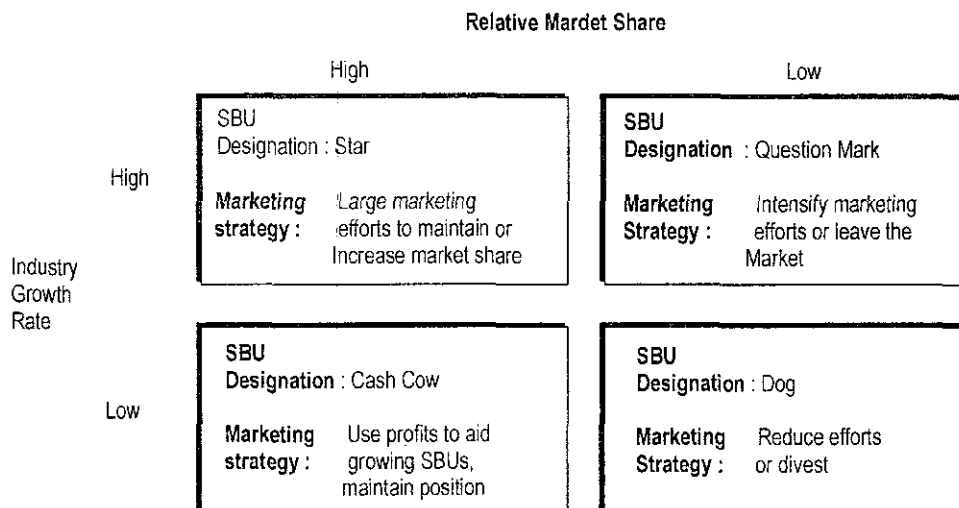 Relative Mardet Share
High
Low
High
SBU
Designation : Star
Marketing Large marketing
strategy : efforts to maintain or
Increase market share
SBU
Designation : Question Mark
Marketing Intensify marketing
Strategy : efforts or leave the
Market
Industry
Growth
Rate
Low
SBU
Designation : Cash Cow
Marketing Use profits to aid
strategy : growing SBUs,
maintain position
SBU
Designation : Dog
Marketing Reduce efforts
Strategy : or divest